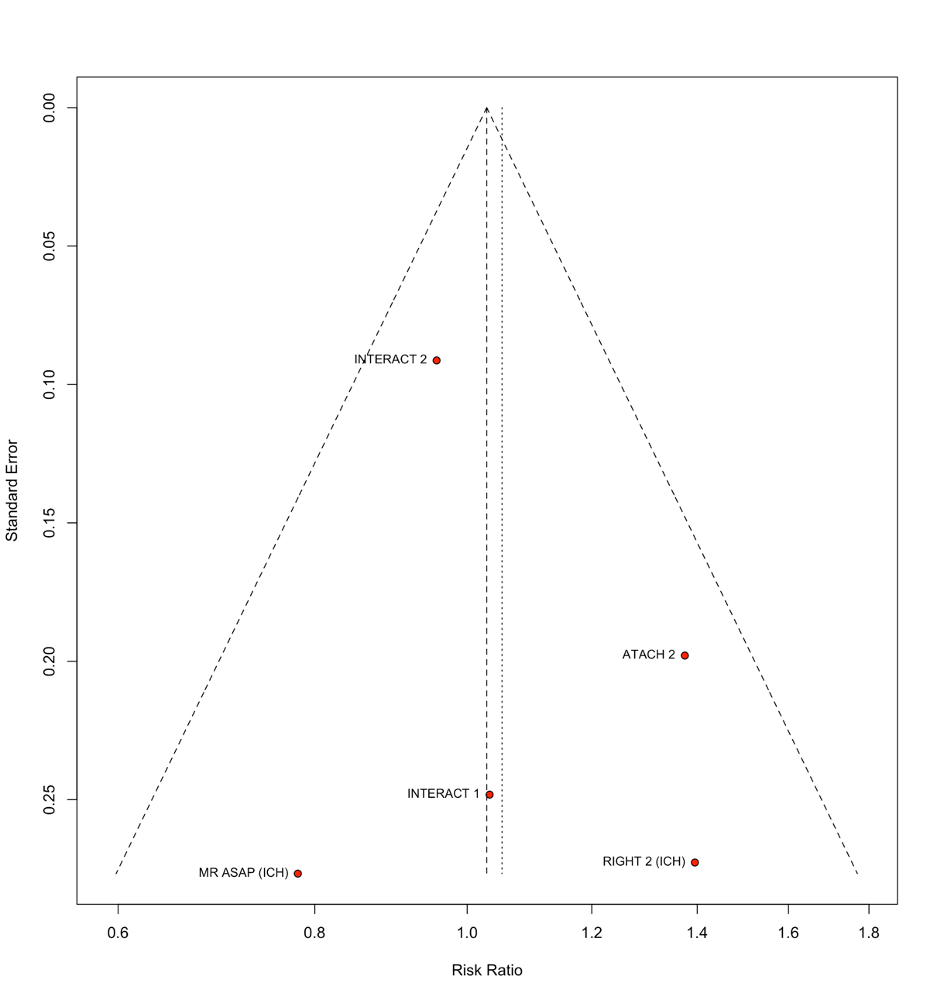 0.00
0.05
0.10
0.15
0.20
0.25
Standard Error
INTERACT 2
ATACH 2
INTERACT 1
RIGHT 2 (ICH)
MR ASAP (ICH)
0.6 0.8 1.0 1.2 1.4 1.6 1.8
Risk Ratio